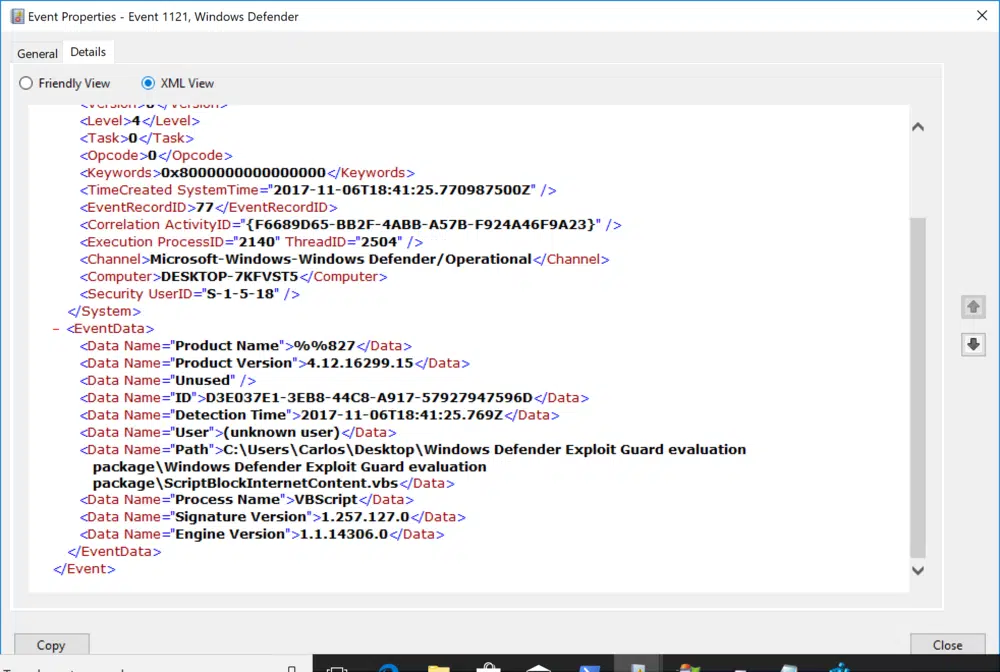 Event Properties - Event 1121, Windows Defender
General
Details
Friendly View
XML View
<Version>0</Version>
<Level>4</Level>
<Task>0</Task>
<Opcode>0</Opcode>
<Keywords>0x8000000000000000</Keywords>
<TimeCreated SystemTime="2017-11-06T18:41:25.770987500Z" />
<EventRecordID>77</EventRecordID>
<Correlation ActivityID="{F6689D65-BB2F-4ABB-A57B-F924A46F9A23}" />
<Execution ProcessID="2140" ThreadID="2504" />
<Channel>Microsoft-Windows-Windows Defender/Operational</Channel>
<Computer>DESKTOP-7KFVST5</Computer>
<Security UserID="S-1-5-18" />
</System>
- <EventData>
<Data Name="Product Name">%%827</Data>
<Data Name="Product Version">4.12.16299.15</Data>
<Data Name="Unused" />
<Data Name="ID">D3E037E1-3EB8-44C8-A917-57927947596D</Data>
<Data Name="Detection Time">2017-11-06T18:41:25.769Z</Data>
<Data Name="User">(unknown user)</Data>
<Data Name="Path">C:\Users\Carlos\Desktop\Windows Defender Exploit Guard evaluation
package\Windows Defender Exploit Guard evaluation
package\ScriptBlockInternetContent.vbs</Data>
<Data Name="Process Name">VBScript</Data>
<Data Name="Signature Version">1.257.127.0</Data>
<Data Name="Engine Version">1.1.14306.0</Data>
</EventData>
</Event>
Copy
Close